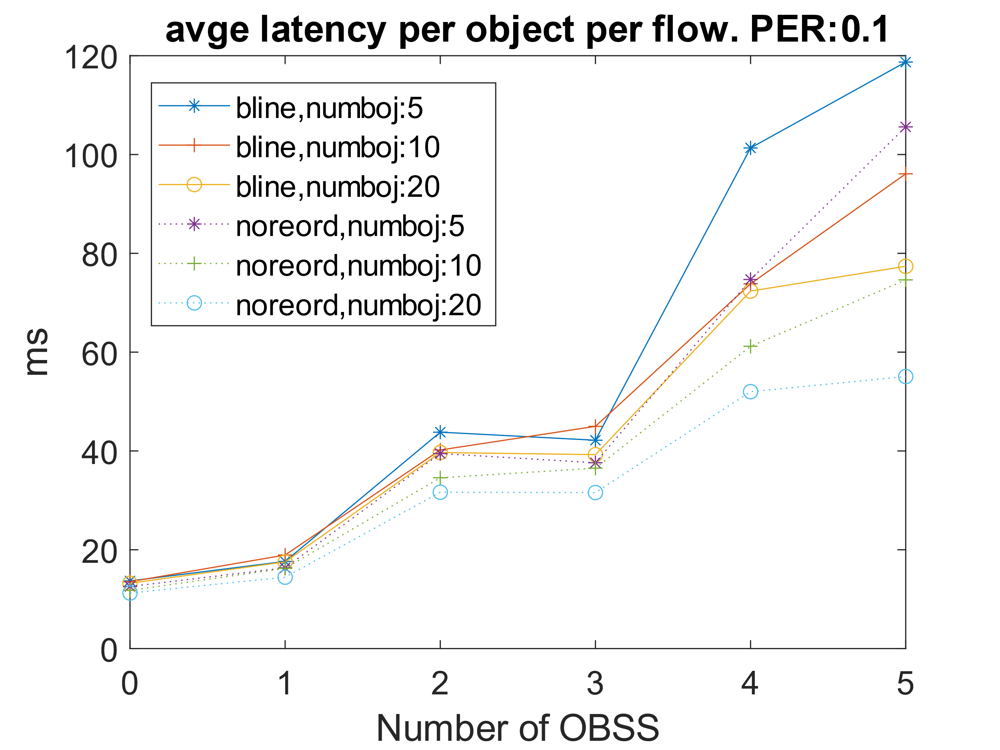 avge latency per object per flow. PER:0.1
120
100
80
60
40
20
0
ms
bline,numboj:5
bline,numboj:10
bline,numboj:20
noreord,numboj:5
noreord,numboj:10
noreord,numboj:20
0 1 2 3 4 5
Number of OBSS